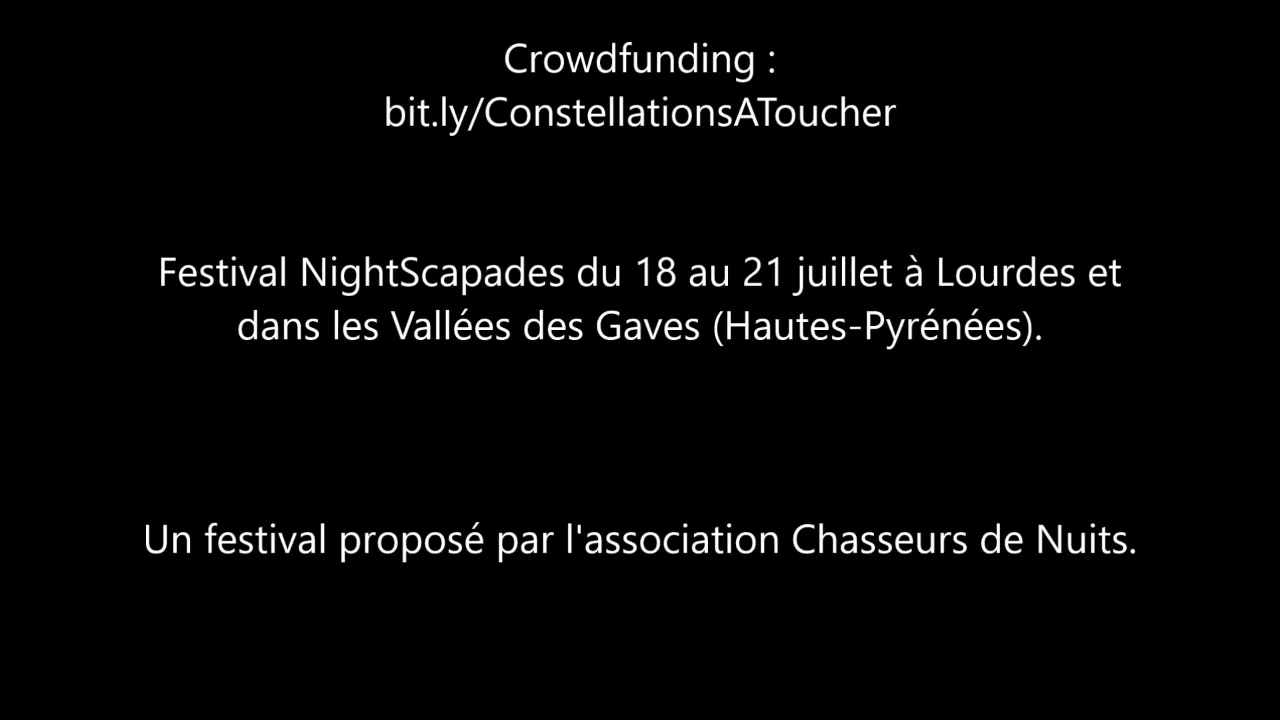 Crowdfunding :
bit.ly/ConstellationsAToucher
Festival NightScapades du 18 au 21 juillet à Lourdes et
dans les Vallées des Gaves (Hautes-Pyrénées).
Un festival proposé par l'association Chasseurs de Nuits.